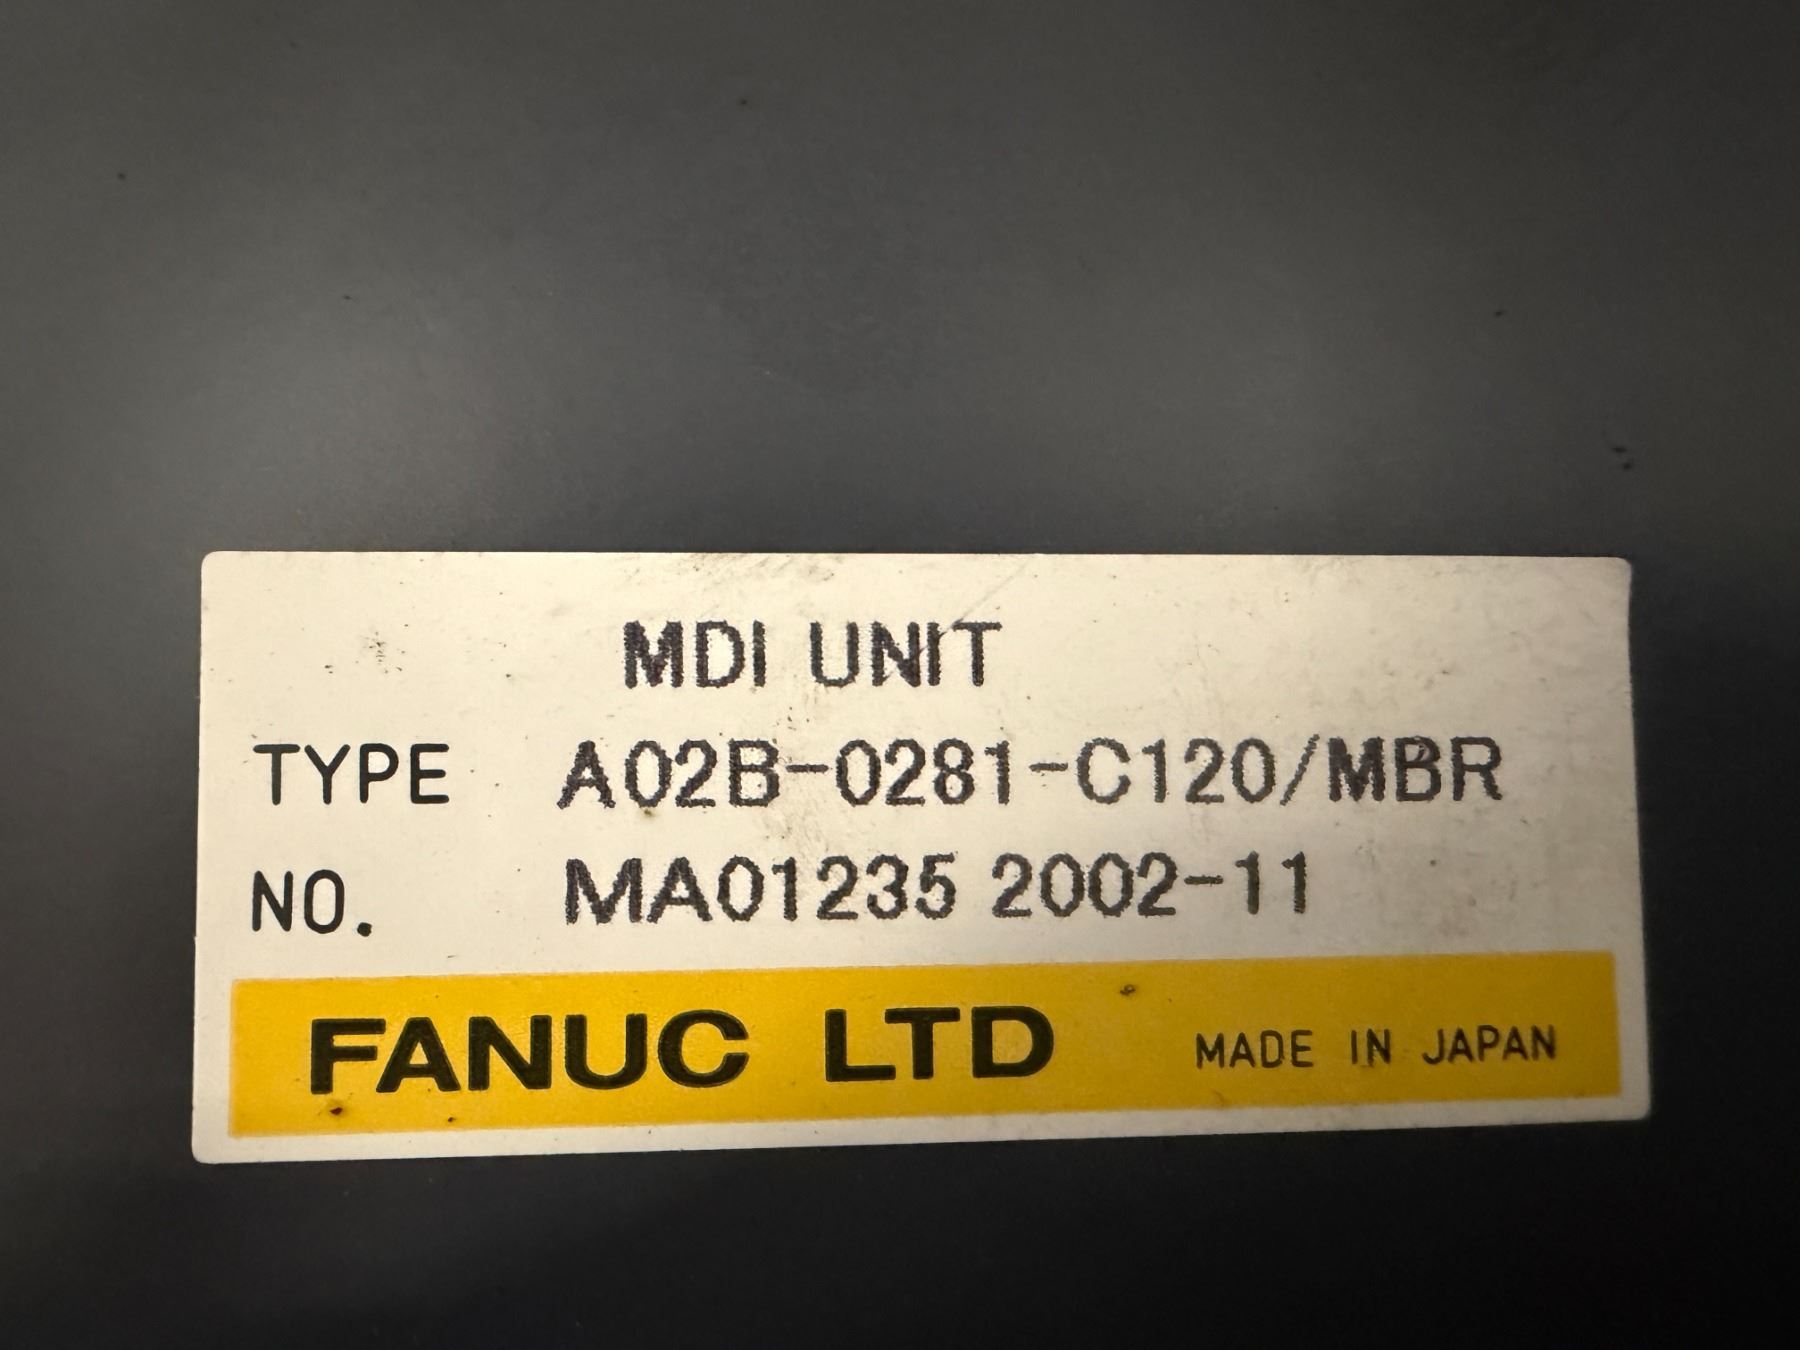 MDI UNIT
TYPE A02B-0281-C120/MBR
NO. MA01235 2002-11
FANUC LTD MADE IN JAPAN